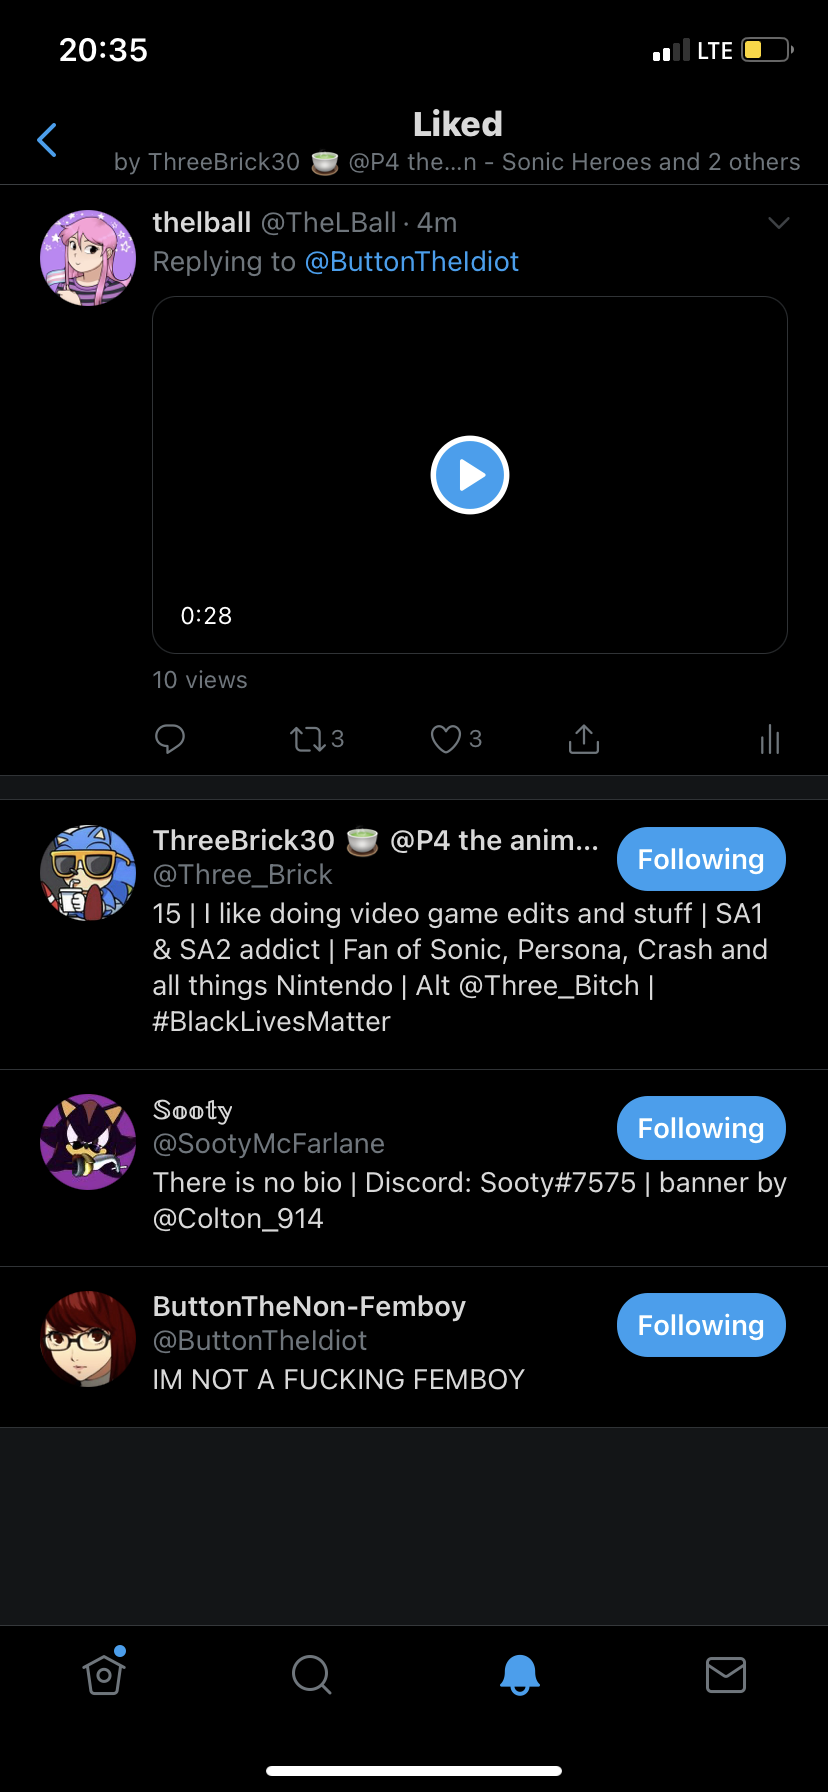 20:35
LTE
Liked
by ThreeBrick30 🍵 @P4 the...n - Sonic Heroes and 2 others
thelball @TheLBall · 4m
Replying to @ButtonTheIdiot
0:28
10 views
3
3
ThreeBrick30 🍵 @P4 the anim...
Following
@Three_Brick
15 | I like doing video game edits and stuff | SA1
& SA2 addict | Fan of Sonic, Persona, Crash and
all things Nintendo | Alt @Three_Bitch |
#BlackLivesMatter
𝕊𝕠𝕠𝕥𝕪
Following
@SootyMcFarlane
There is no bio | Discord: Sooty#7575 | banner by
@Colton_914
ButtonTheNon-Femboy
Following
@ButtonTheIdiot
IM NOT A FUCKING FEMBOY